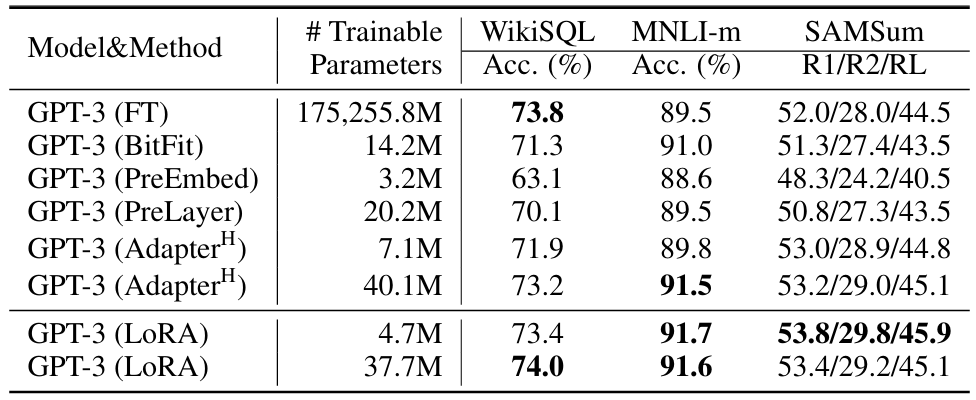 Model&Method # Trainable Parameters WikiSQL MNLI-m SAMSum
Acc. (%) Acc. (%) R1/R2/RL
GPT-3 (FT) 175,255.8M 73.8 89.5 52.0/28.0/44.5
GPT-3 (BitFit) 14.2M 71.3 91.0 51.3/27.4/43.5
GPT-3 (PreEmbed) 3.2M 63.1 88.6 48.3/24.2/40.5
GPT-3 (PreLayer) 20.2M 70.1 89.5 50.8/27.3/43.5
GPT-3 (Adapterᴴ) 7.1M 71.9 89.8 53.0/28.9/44.8
GPT-3 (Adapterᴴ) 40.1M 73.2 91.5 53.2/29.0/45.1
GPT-3 (LoRA) 4.7M 73.4 91.7 53.8/29.8/45.9
GPT-3 (LoRA) 37.7M 74.0 91.6 53.4/29.2/45.1